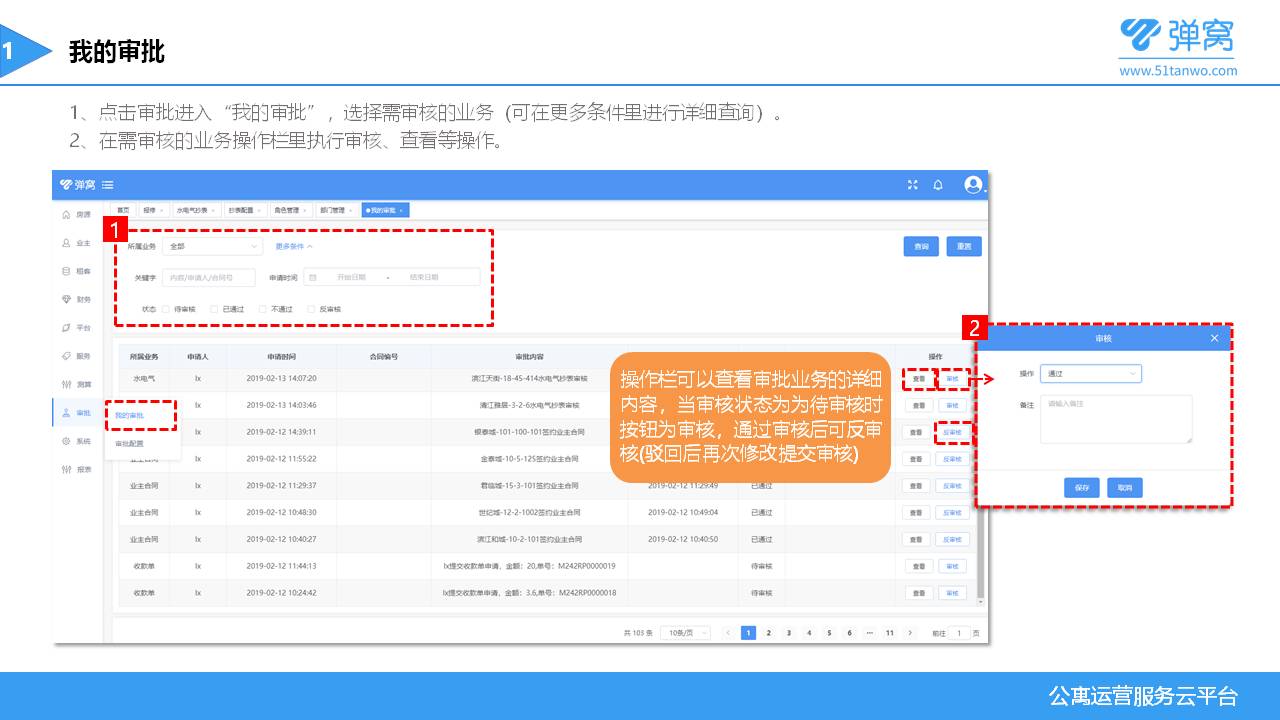 1
我的审批
弹窝
www.51tanwo.com
1、点击审批进入“我的审批”，选择需审核的业务（可在更多条件里进行详细查询）。
2、在需审核的业务操作栏里执行审核、查看等操作。
弹窝
首页 报修 水电气抄表 抄表配置 角色管理 部门管理 我的审批
房源
业主
租客
财务
平台
服务
测算
审批
系统
报表
我的审批
审批配置
1
所属业务 全部 更多条件
查询 重置
关键字 内容/申请人/合同号 申请时间 开始日期 - 结束日期
状态 待审核 已通过 不通过 反审核
所属业务 申请人 申请时间 合同编号 审批内容 操作
水电气 lx 2019-02-13 14:07:20 滨江天街-18-45-414水电气抄表审核 查看 审核
lx 2019-02-13 14:03:46 清江雅居-3-2-6水电气抄表审核 查看 审核
lx 2019-02-12 14:39:11 银泰城-101-100-101签约业主合同 查看 反审核
业主合同 lx 2019-02-12 11:55:22 金泰城-10-5-125签约业主合同 查看 反审核
业主合同 lx 2019-02-12 11:29:37 君临城-15-3-101签约业主合同 2019-02-12 11:29:49 已通过 查看 反审核
业主合同 lx 2019-02-12 10:48:30 世纪城-12-2-1002签约业主合同 2019-02-12 10:49:04 已通过 查看 反审核
业主合同 lx 2019-02-12 10:40:27 滨江和城-10-2-101签约业主合同 2019-02-12 10:40:50 已通过 查看 反审核
收款单 lx 2019-02-12 11:44:13 lx提交收款单申请，金额：20,单号：M242RP0000019 待审核 查看 审核
收款单 lx 2019-02-12 10:24:42 lx提交收款单申请，金额：3.6,单号：M242RP0000018 待审核 查看 审核
共 103 条 10条/页 1 2 3 4 5 6 ··· 11 前往 1 页
操作栏可以查看审批业务的详细
内容，当审核状态为为待审核时
按钮为审核，通过审核后可反审
核(驳回后再次修改提交审核)
2
审核
操作 通过
备注 请输入备注
保存 取消
公寓运营服务云平台